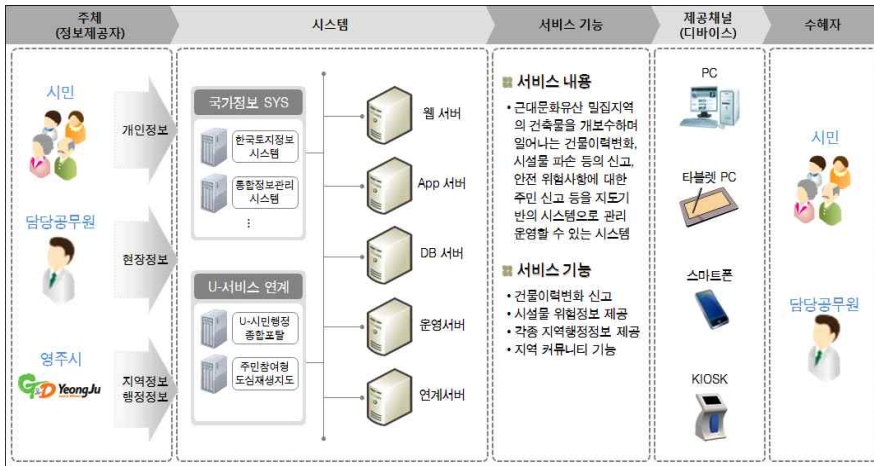 주체
(정보제공자)
시스템
서비스 기능
제공채널
(디바이스)
수혜자
시민
개인정보
담당공무원
현장정보
영주시
YeongJu
지역정보
행정정보
국가정보 SYS
한국토지정보
시스템
통합정보관리
시스템
⋮
U-서비스 연계
U-시민행정
종합포탈
주민참여형
도심재생지도
웹 서버
App 서버
DB 서버
운영서버
연계서버
서비스 내용
• 근대문화유산 밀집지역
의 건축물을 개보수하며
일어나는 건물이력변화,
시설물 파손 등의 신고,
안전 위험사항에 대한
주민 신고 등을 지도기
반의 시스템으로 관리
운영할 수 있는 시스템
서비스 기능
• 건물이력변화 신고
• 시설물 위험정보 제공
• 각종 지역행정정보 제공
• 지역 커뮤니티 기능
PC
타블렛 PC
스마트폰
KIOSK
시민
담당공무원